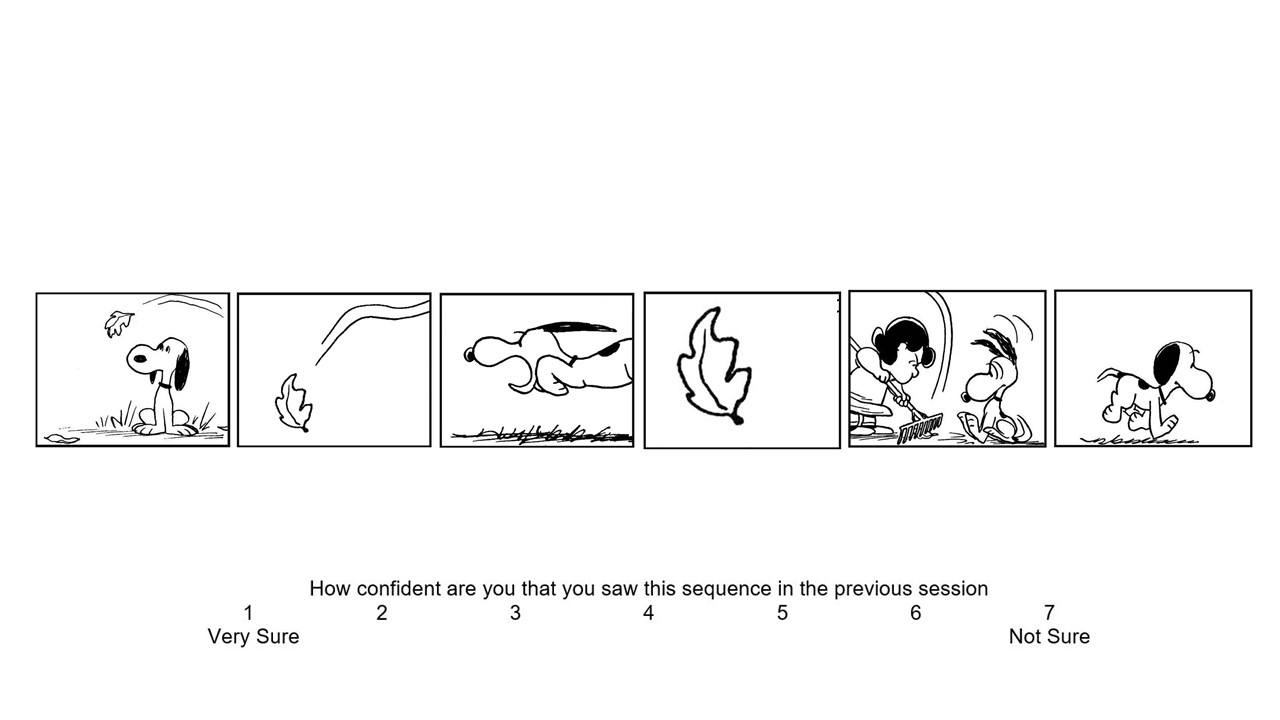 How confident are you that you saw this sequence in the previous session
1 2 3 4 5 6 7
Very Sure Not Sure